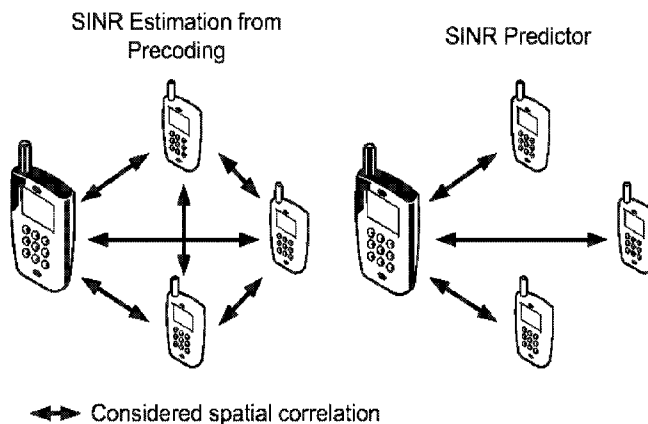 SINR Estimation from
Precoding
SINR Predictor
Considered spatial correlation